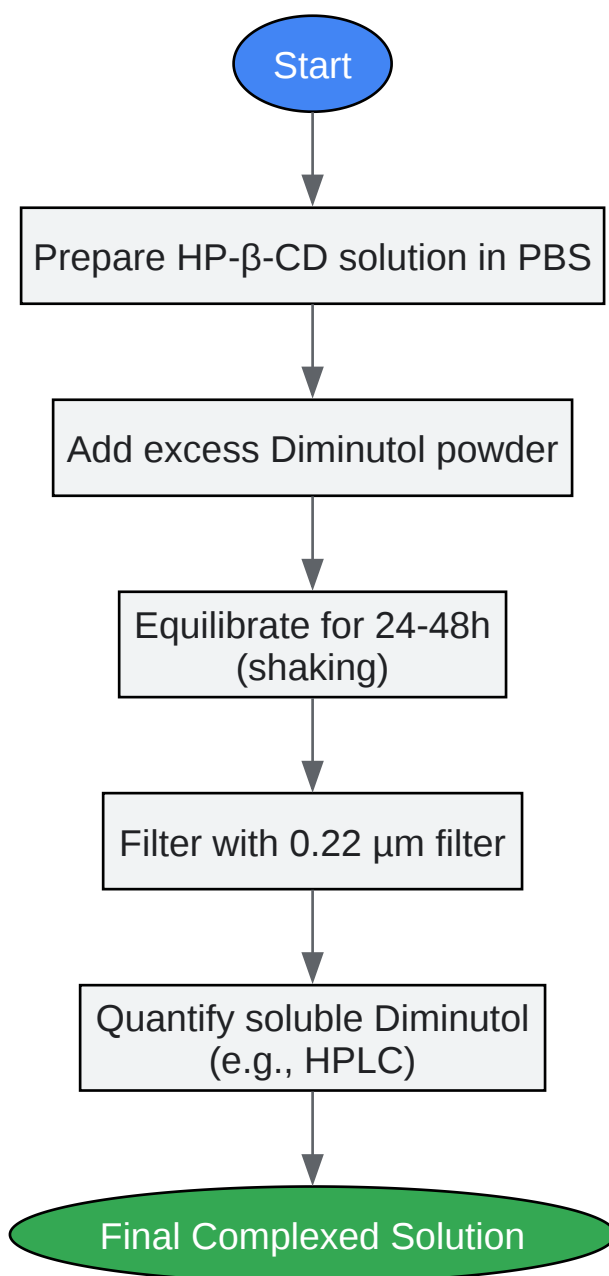 Start
Prepare HP-β-CD solution in PBS
Add excess Diminutol powder
Equilibrate for 24-48h
(shaking)
Filter with 0.22 µm filter
Quantify soluble Diminutol
(e.g., HPLC)
Final Complexed Solution